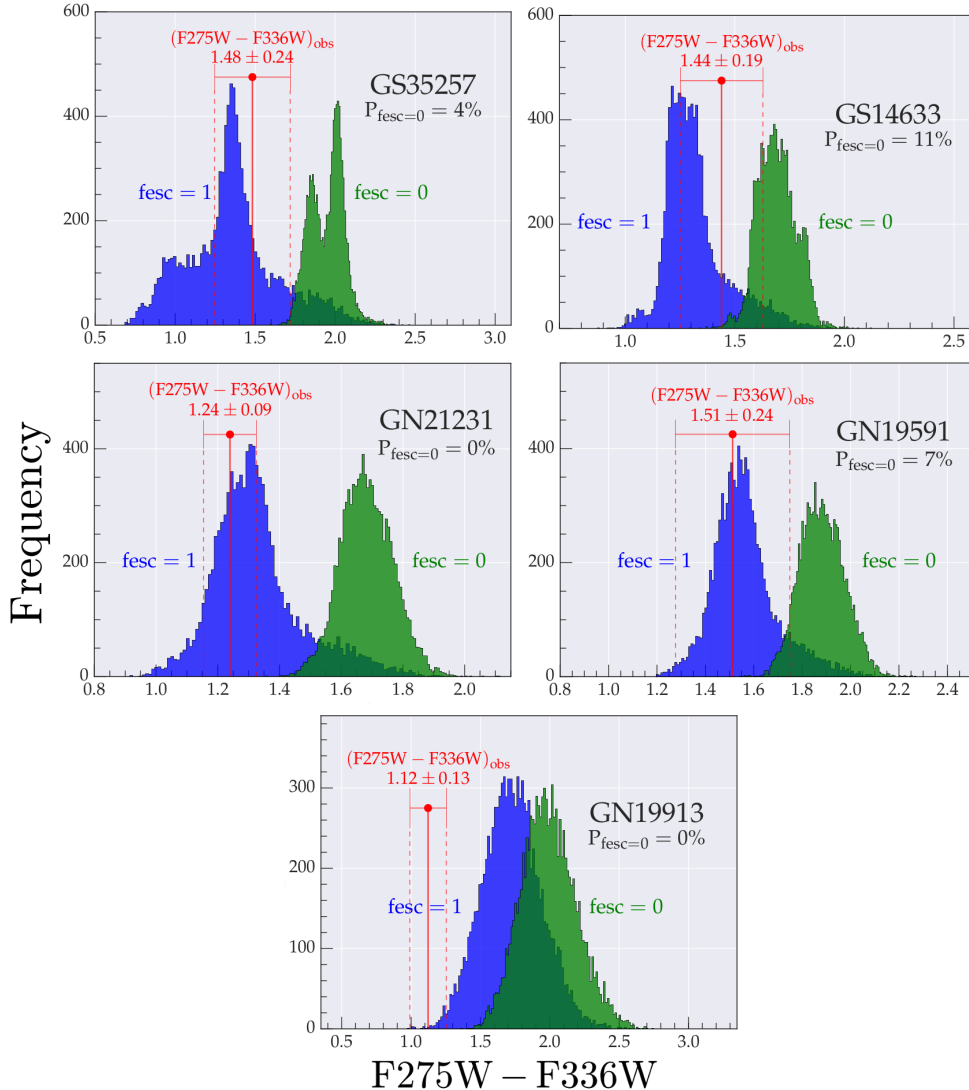 600
400
200
0
(F275W − F336W)obs
1.48 ± 0.24
GS35257
Pfesc=0 = 4%
fesc = 1
fesc = 0
1.0
1.5
2.0
2.5
3.0
600
400
200
0
(F275W − F336W)obs
1.44 ± 0.19
GS14633
Pfesc=0 = 11%
fesc = 1
fesc = 0
1.0
1.5
2.0
2.5
Frequency
400
200
0
(F275W − F336W)obs
1.24 ± 0.09
GN21231
Pfesc=0 = 0%
fesc = 1
fesc = 0
0.8
1.0
1.2
1.4
1.6
1.8
2.0
400
200
0
(F275W − F336W)obs
1.51 ± 0.24
GN19591
Pfesc=0 = 7%
fesc = 1
fesc = 0
0.8
1.0
1.2
1.4
1.6
1.8
2.0
2.2
2.4
300
200
100
0
(F275W − F336W)obs
1.12 ± 0.13
GN19913
Pfesc=0 = 0%
fesc = 1
fesc = 0
0.5
1.0
1.5
2.0
2.5
3.0
F275W − F336W